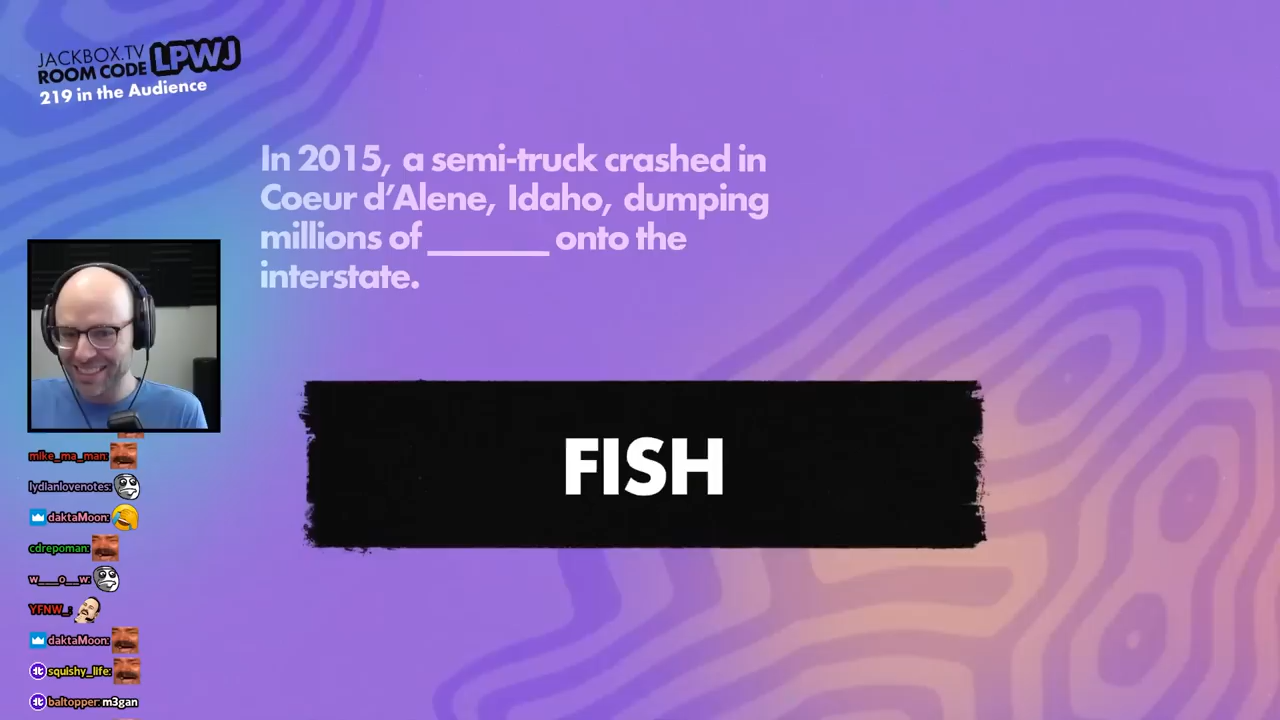 JACKBOX.TV
ROOM CODE LPWJ
219 in the Audience
In 2015, a semi-truck crashed in
Coeur d'Alene, Idaho, dumping
millions of _______ onto the
interstate.
FISH
mike_ma_man:
lydianlovenotes:
daktaMoon:
cdrepoman:
w___o__w:
YFNW_:
daktaMoon:
squishy_life:
baltopper: m3gan